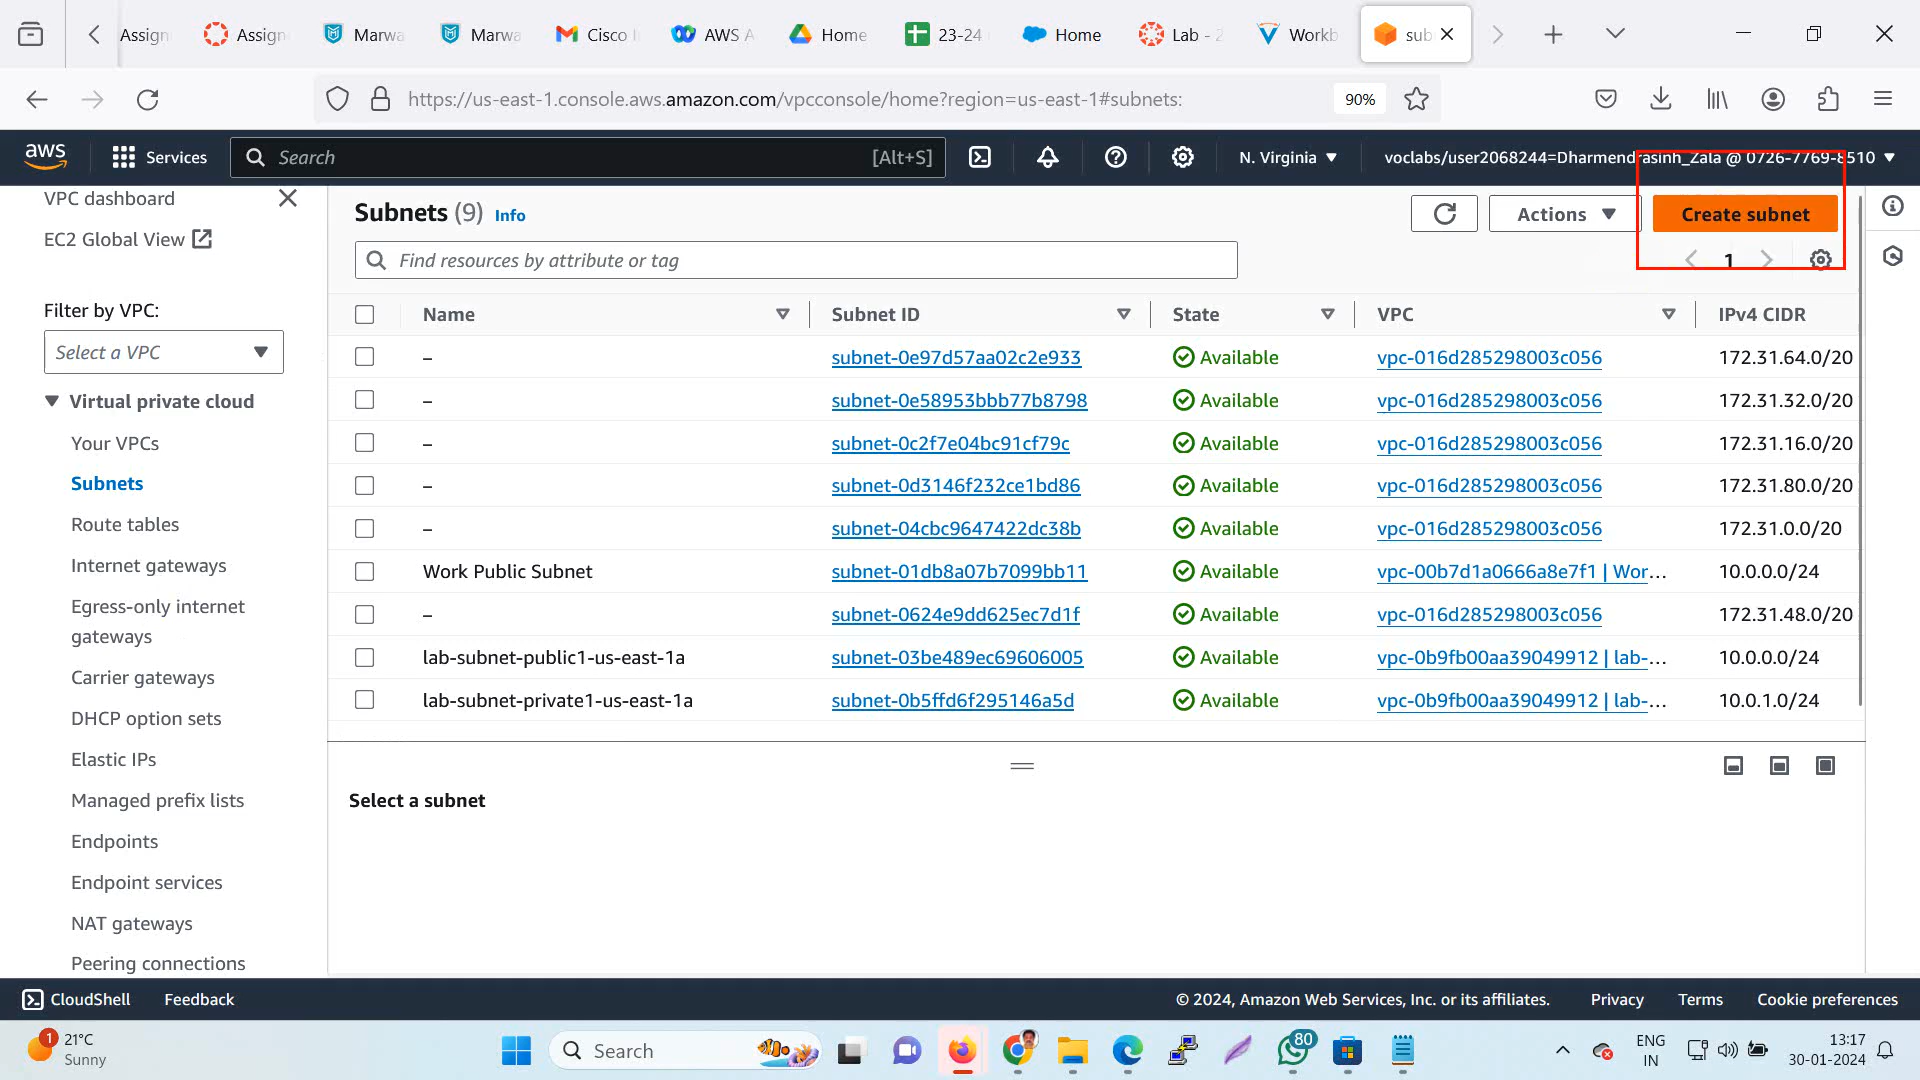 Assign
Assign
Marwa
Marwa
Cisco I
AWS A
Home
23-24
Home
Lab - 2
Workb
sub
https://us-east-1.console.aws.amazon.com/vpcconsole/home?region=us-east-1#subnets:
90%
aws
Services
Search
[Alt+S]
N. Virginia
voclabs/user2068244=Dharmendrasinh_Zala @ 0726-7769-8510
VPC dashboard
EC2 Global View
Filter by VPC:
Select a VPC
Virtual private cloud
Your VPCs
Subnets
Route tables
Internet gateways
Egress-only internet
gateways
Carrier gateways
DHCP option sets
Elastic IPs
Managed prefix lists
Endpoints
Endpoint services
NAT gateways
Peering connections
Subnets (9) Info
Actions
Create subnet
Find resources by attribute or tag
1
Name Subnet ID State VPC IPv4 CIDR
– subnet-0e97d57aa02c2e933 Available vpc-016d285298003c056 172.31.64.0/20
– subnet-0e58953bbb77b8798 Available vpc-016d285298003c056 172.31.32.0/20
– subnet-0c2f7e04bc91cf79c Available vpc-016d285298003c056 172.31.16.0/20
– subnet-0d3146f232ce1bd86 Available vpc-016d285298003c056 172.31.80.0/20
– subnet-04cbc9647422dc38b Available vpc-016d285298003c056 172.31.0.0/20
Work Public Subnet subnet-01db8a07b7099bb11 Available vpc-00b7d1a0666a8e7f1 | Wor... 10.0.0.0/24
– subnet-0624e9dd625ec7d1f Available vpc-016d285298003c056 172.31.48.0/20
lab-subnet-public1-us-east-1a subnet-03be489ec69606005 Available vpc-0b9fb00aa39049912 | lab-... 10.0.0.0/24
lab-subnet-private1-us-east-1a subnet-0b5ffd6f295146a5d Available vpc-0b9fb00aa39049912 | lab-... 10.0.1.0/24
Select a subnet
CloudShell
Feedback
© 2024, Amazon Web Services, Inc. or its affiliates.
Privacy
Terms
Cookie preferences
1
21°C
Sunny
Search
80
ENG
IN
13:17
30-01-2024